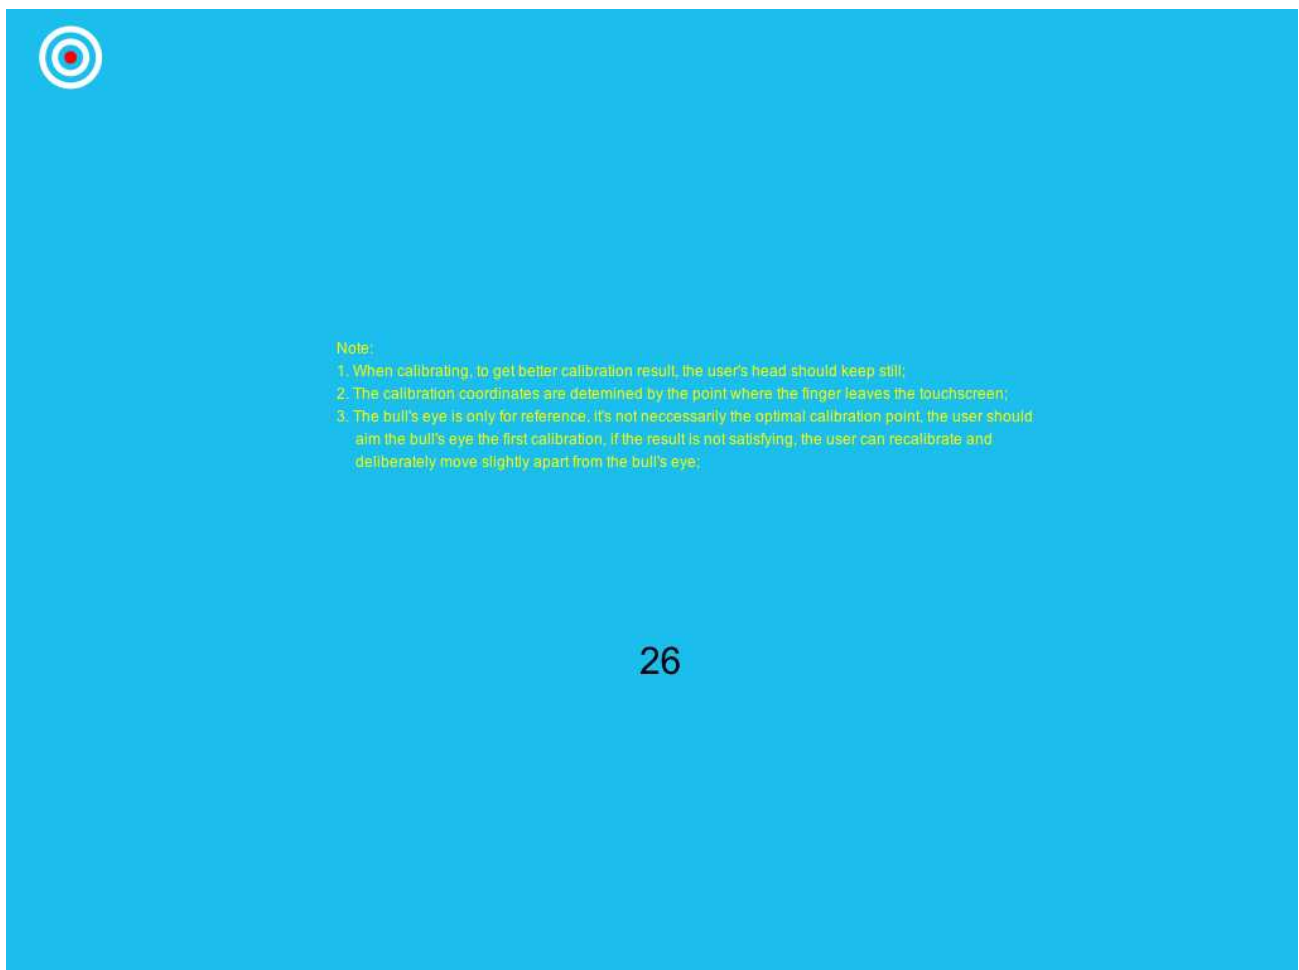 Note:
1. When calibrating, to get better calibration result, the user's head should keep still;
2. The calibration coordinates are detemined by the point where the finger leaves the touchscreen;
3. The bull's eye is only for reference, it's not neccessarily the optimal calibration point, the user should
aim the bull's eye the first calibration, if the result is not satisfying, the user can recalibrate and
deliberately move slightly apart from the bull's eye;
26